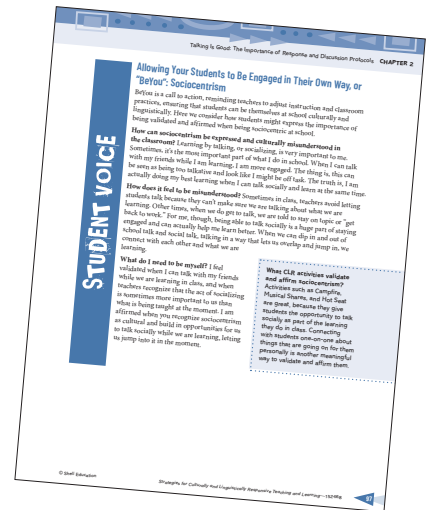 Talking Is Good: The Importance of Response and Discussion Protocols CHAPTER 2
STUDENT VOICE
Allowing Your Students to Be Engaged in Their Own Way, or
"BeYou": Sociocentrism
BeYou is a call to action, reminding teachers to adjust instruction and classroom
practices, ensuring that students can be themselves at school culturally and
linguistically. Here we consider how students might express the importance of
being validated and affirmed when being sociocentric at school.
How can sociocentrism be expressed and culturally misunderstood in
the classroom? Learning by talking, or socializing, is very important to me.
Sometimes, it's the most important part of what I do in school. When I can talk
with my friends while I am learning, I am more engaged. The thing is, this can
be seen as being too talkative and look like I might be off task. The truth is, I am
actually doing my best learning when I can talk socially and learn at the same time.
How does it feel to be misunderstood? Sometimes in class, teachers avoid letting
students talk because they can't make sure we are talking about what we are
learning. Other times, when we do get to talk, we are told to stay on topic or "get
back to work." For me, though, being able to talk socially is a huge part of staying
engaged and can actually help me learn better. When we can dip in and out of
school talk and social talk, talking in a way that lets us overlap and jump in, we
connect with each other and what we are
learning.
What do I need to be myself? I feel
validated when I can talk with my friends
while we are learning in class, and when
teachers recognize that the act of socializing
is sometimes more important to us than
what is being taught at the moment. I am
affirmed when you recognize sociocentrism
as cultural and build in opportunities for us
to talk socially while we are learning, letting
us jump into it in the moment.
What CLR activities validate
and affirm sociocentrism?
Activities such as Campfire,
Musical Shares, and Hot Seat
are great, because they give
students the opportunity to talk
socially as part of the learning
they do in class. Connecting
with students one-on-one about
things that are going on for them
personally is another meaningful
way to validate and affirm them.
© Shell Education
Strategies for Culturally and Linguistically Responsive Teaching and Learning—152486
97